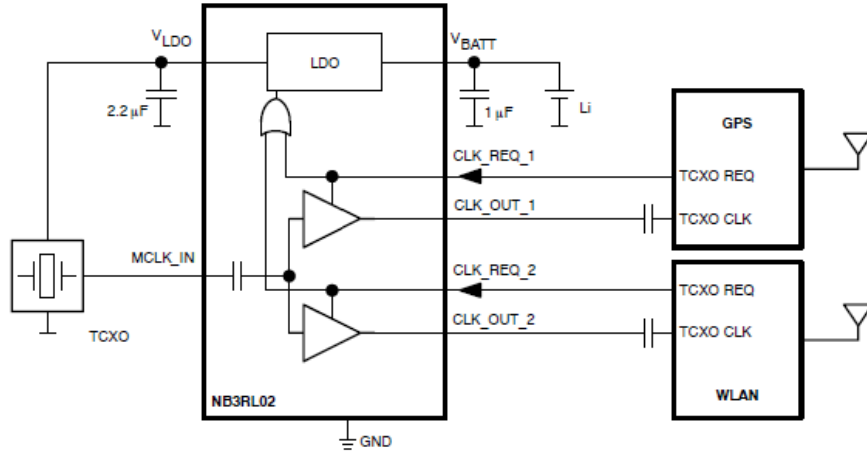 V_LDO
LDO
V_BATT
2.2 µF
1 µF
Li
GPS
CLK_REQ_1
TCXO REQ
CLK_OUT_1
TCXO CLK
MCLK_IN
CLK_REQ_2
TCXO REQ
CLK_OUT_2
TCXO CLK
TCXO
WLAN
NB3RL02
GND